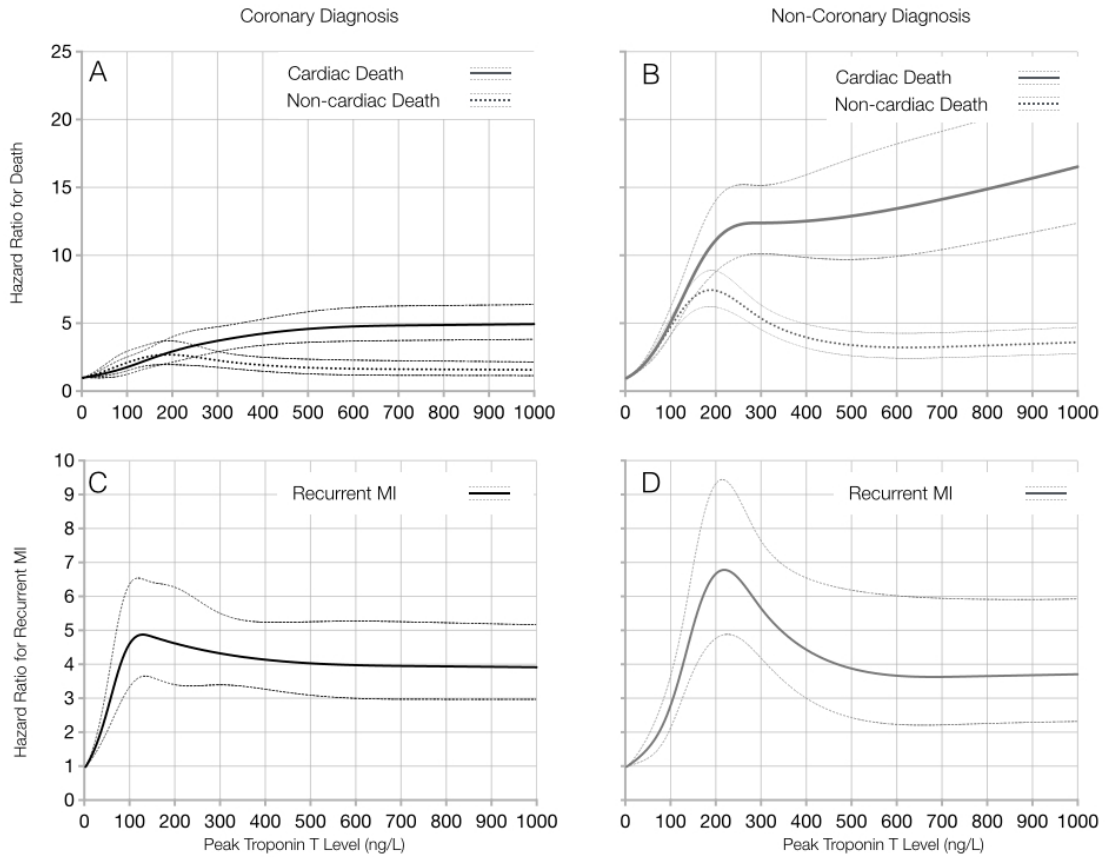 Coronary Diagnosis
Non-Coronary Diagnosis
Hazard Ratio for Death
25
20
15
10
5
0
A
Cardiac Death
Non-cardiac Death
0 100 200 300 400 500 600 700 800 900 1000
B
Cardiac Death
Non-cardiac Death
0 100 200 300 400 500 600 700 800 900 1000
Hazard Ratio for Recurrent MI
10
9
8
7
6
5
4
3
2
1
0
C
Recurrent MI
0 100 200 300 400 500 600 700 800 900 1000
Peak Troponin T Level (ng/L)
D
Recurrent MI
0 100 200 300 400 500 600 700 800 900 1000
Peak Troponin T Level (ng/L)